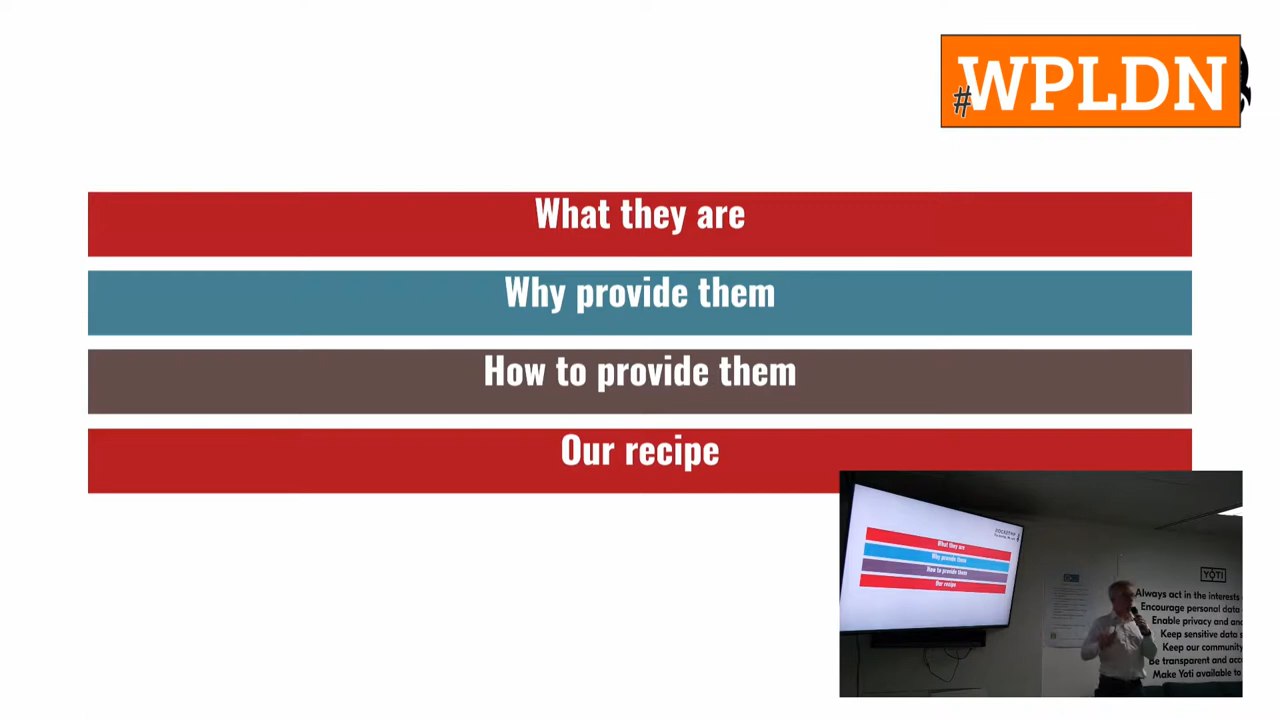 #WPLDN
What they are
Why provide them
How to provide them
Our recipe
What they are
Why provide them
How to provide them
Our recipe
YOTI
Always act in the interests
Encourage personal data
Enable privacy and
Keep sensitive data
Keep our community
Be transparent and
Make Yoti available to